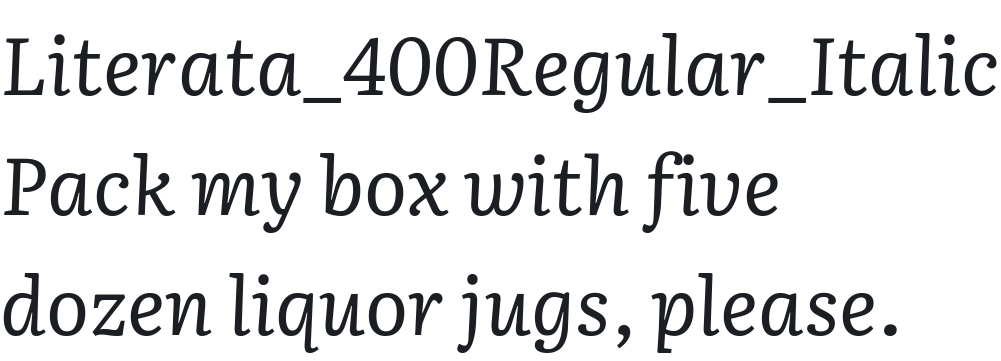 Literata_400Regular_Italic
Pack my box with five
dozen liquor jugs, please.